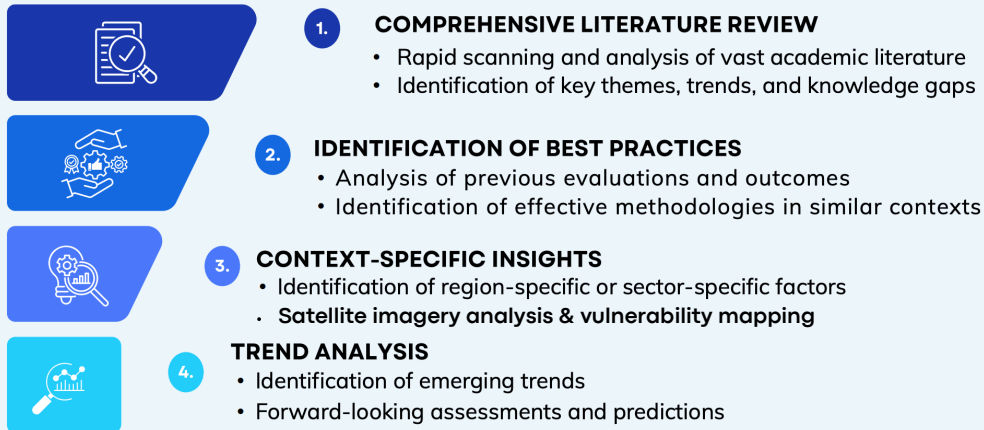 1. COMPREHENSIVE LITERATURE REVIEW
• Rapid scanning and analysis of vast academic literature
• Identification of key themes, trends, and knowledge gaps
2. IDENTIFICATION OF BEST PRACTICES
• Analysis of previous evaluations and outcomes
• Identification of effective methodologies in similar contexts
3. CONTEXT-SPECIFIC INSIGHTS
• Identification of region-specific or sector-specific factors
• Satellite imagery analysis & vulnerability mapping
4. TREND ANALYSIS
• Identification of emerging trends
• Forward-looking assessments and predictions